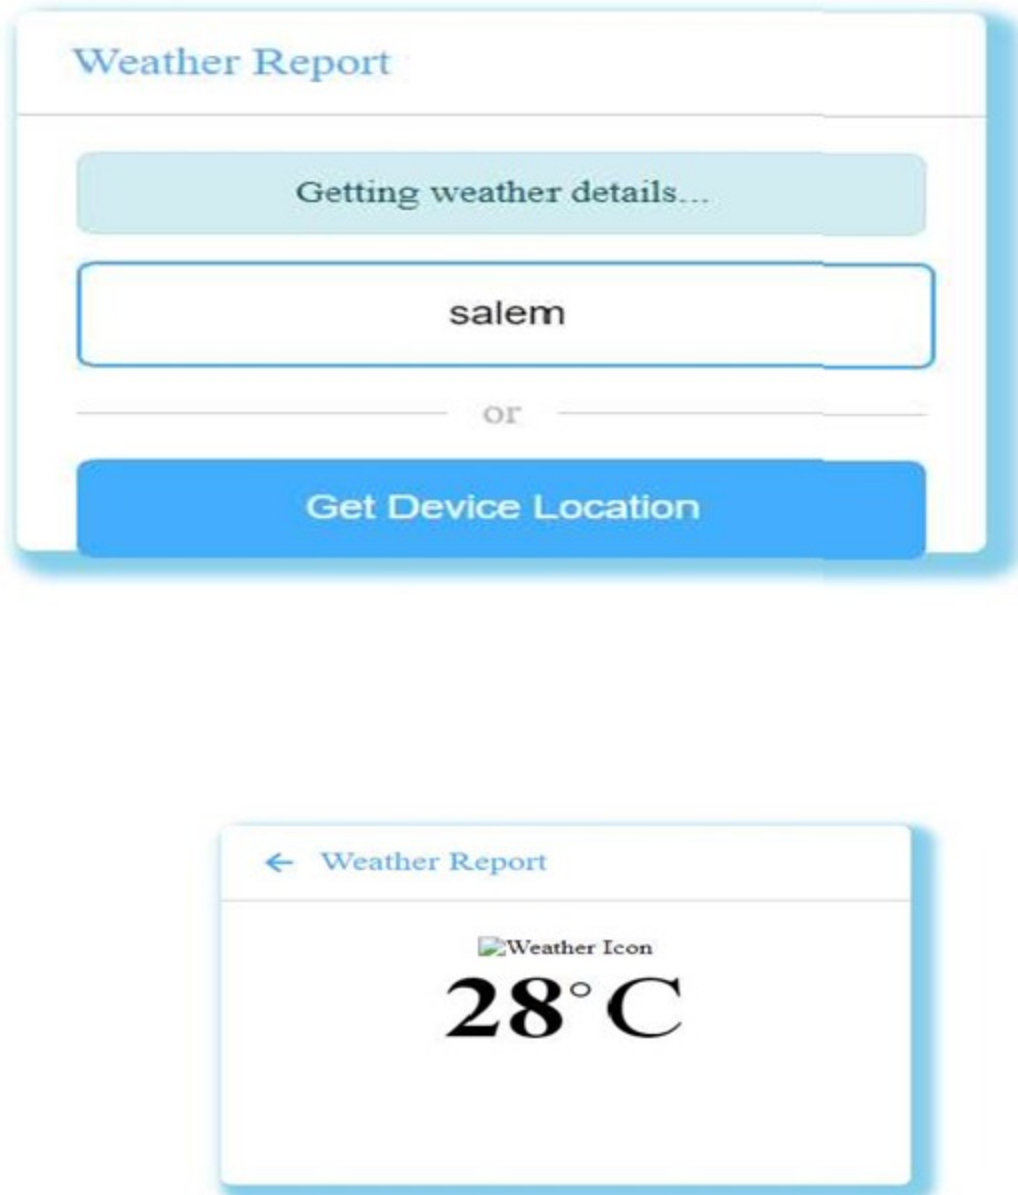 Weather Report
Getting weather details...
salem
or
Get Device Location
← Weather Report
Weather Icon
28°C